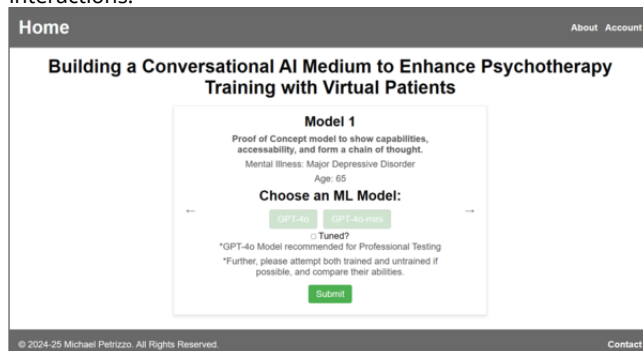 interactions.
Home
About Account
Building a Conversational AI Medium to Enhance Psychotherapy
Training with Virtual Patients
Model 1
Proof of Concept model to show capabilities,
accessability, and form a chain of thought.
Mental Illness: Major Depressive Disorder
Age: 65
Choose an ML Model:
← →
GPT-4o GPT-4o-mini
Tuned?
*GPT-4o Model recommended for Professional Testing
*Further, please attempt both trained and untrained if
possible, and compare their abilities.
Submit
© 2024-25 Michael Petrizzo. All Rights Reserved.
Contact